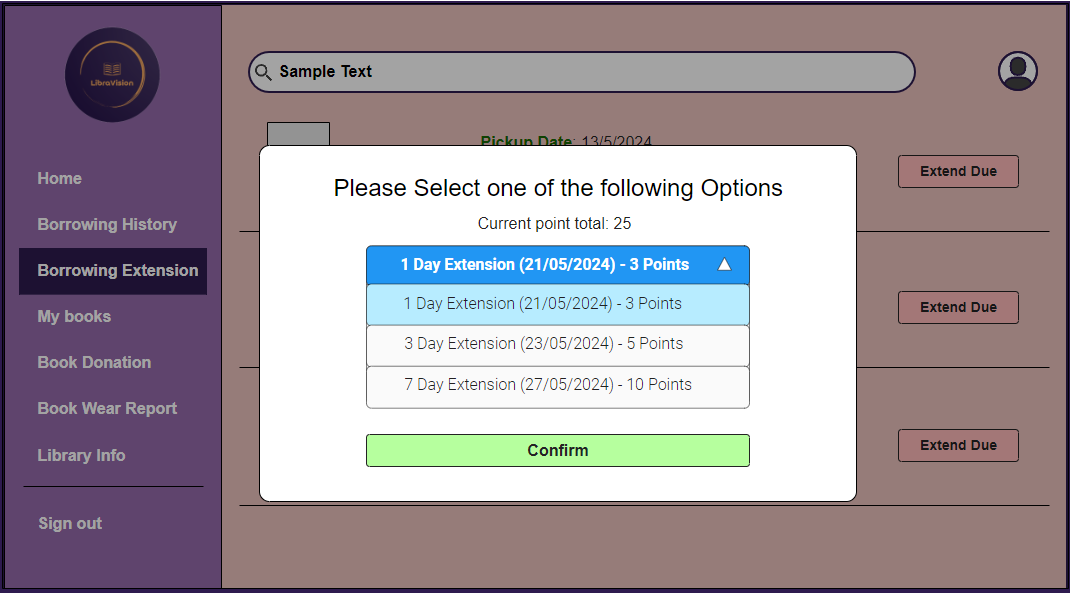 LibroVision
Sample Text
Home
Borrowing History
Borrowing Extension
My books
Book Donation
Book Wear Report
Library Info
Sign out
Pickup Date: 13/5/2024
Extend Due
Please Select one of the following Options
Current point total: 25
1 Day Extension (21/05/2024) - 3 Points
1 Day Extension (21/05/2024) - 3 Points
3 Day Extension (23/05/2024) - 5 Points
7 Day Extension (27/05/2024) - 10 Points
Confirm
Extend Due
Extend Due